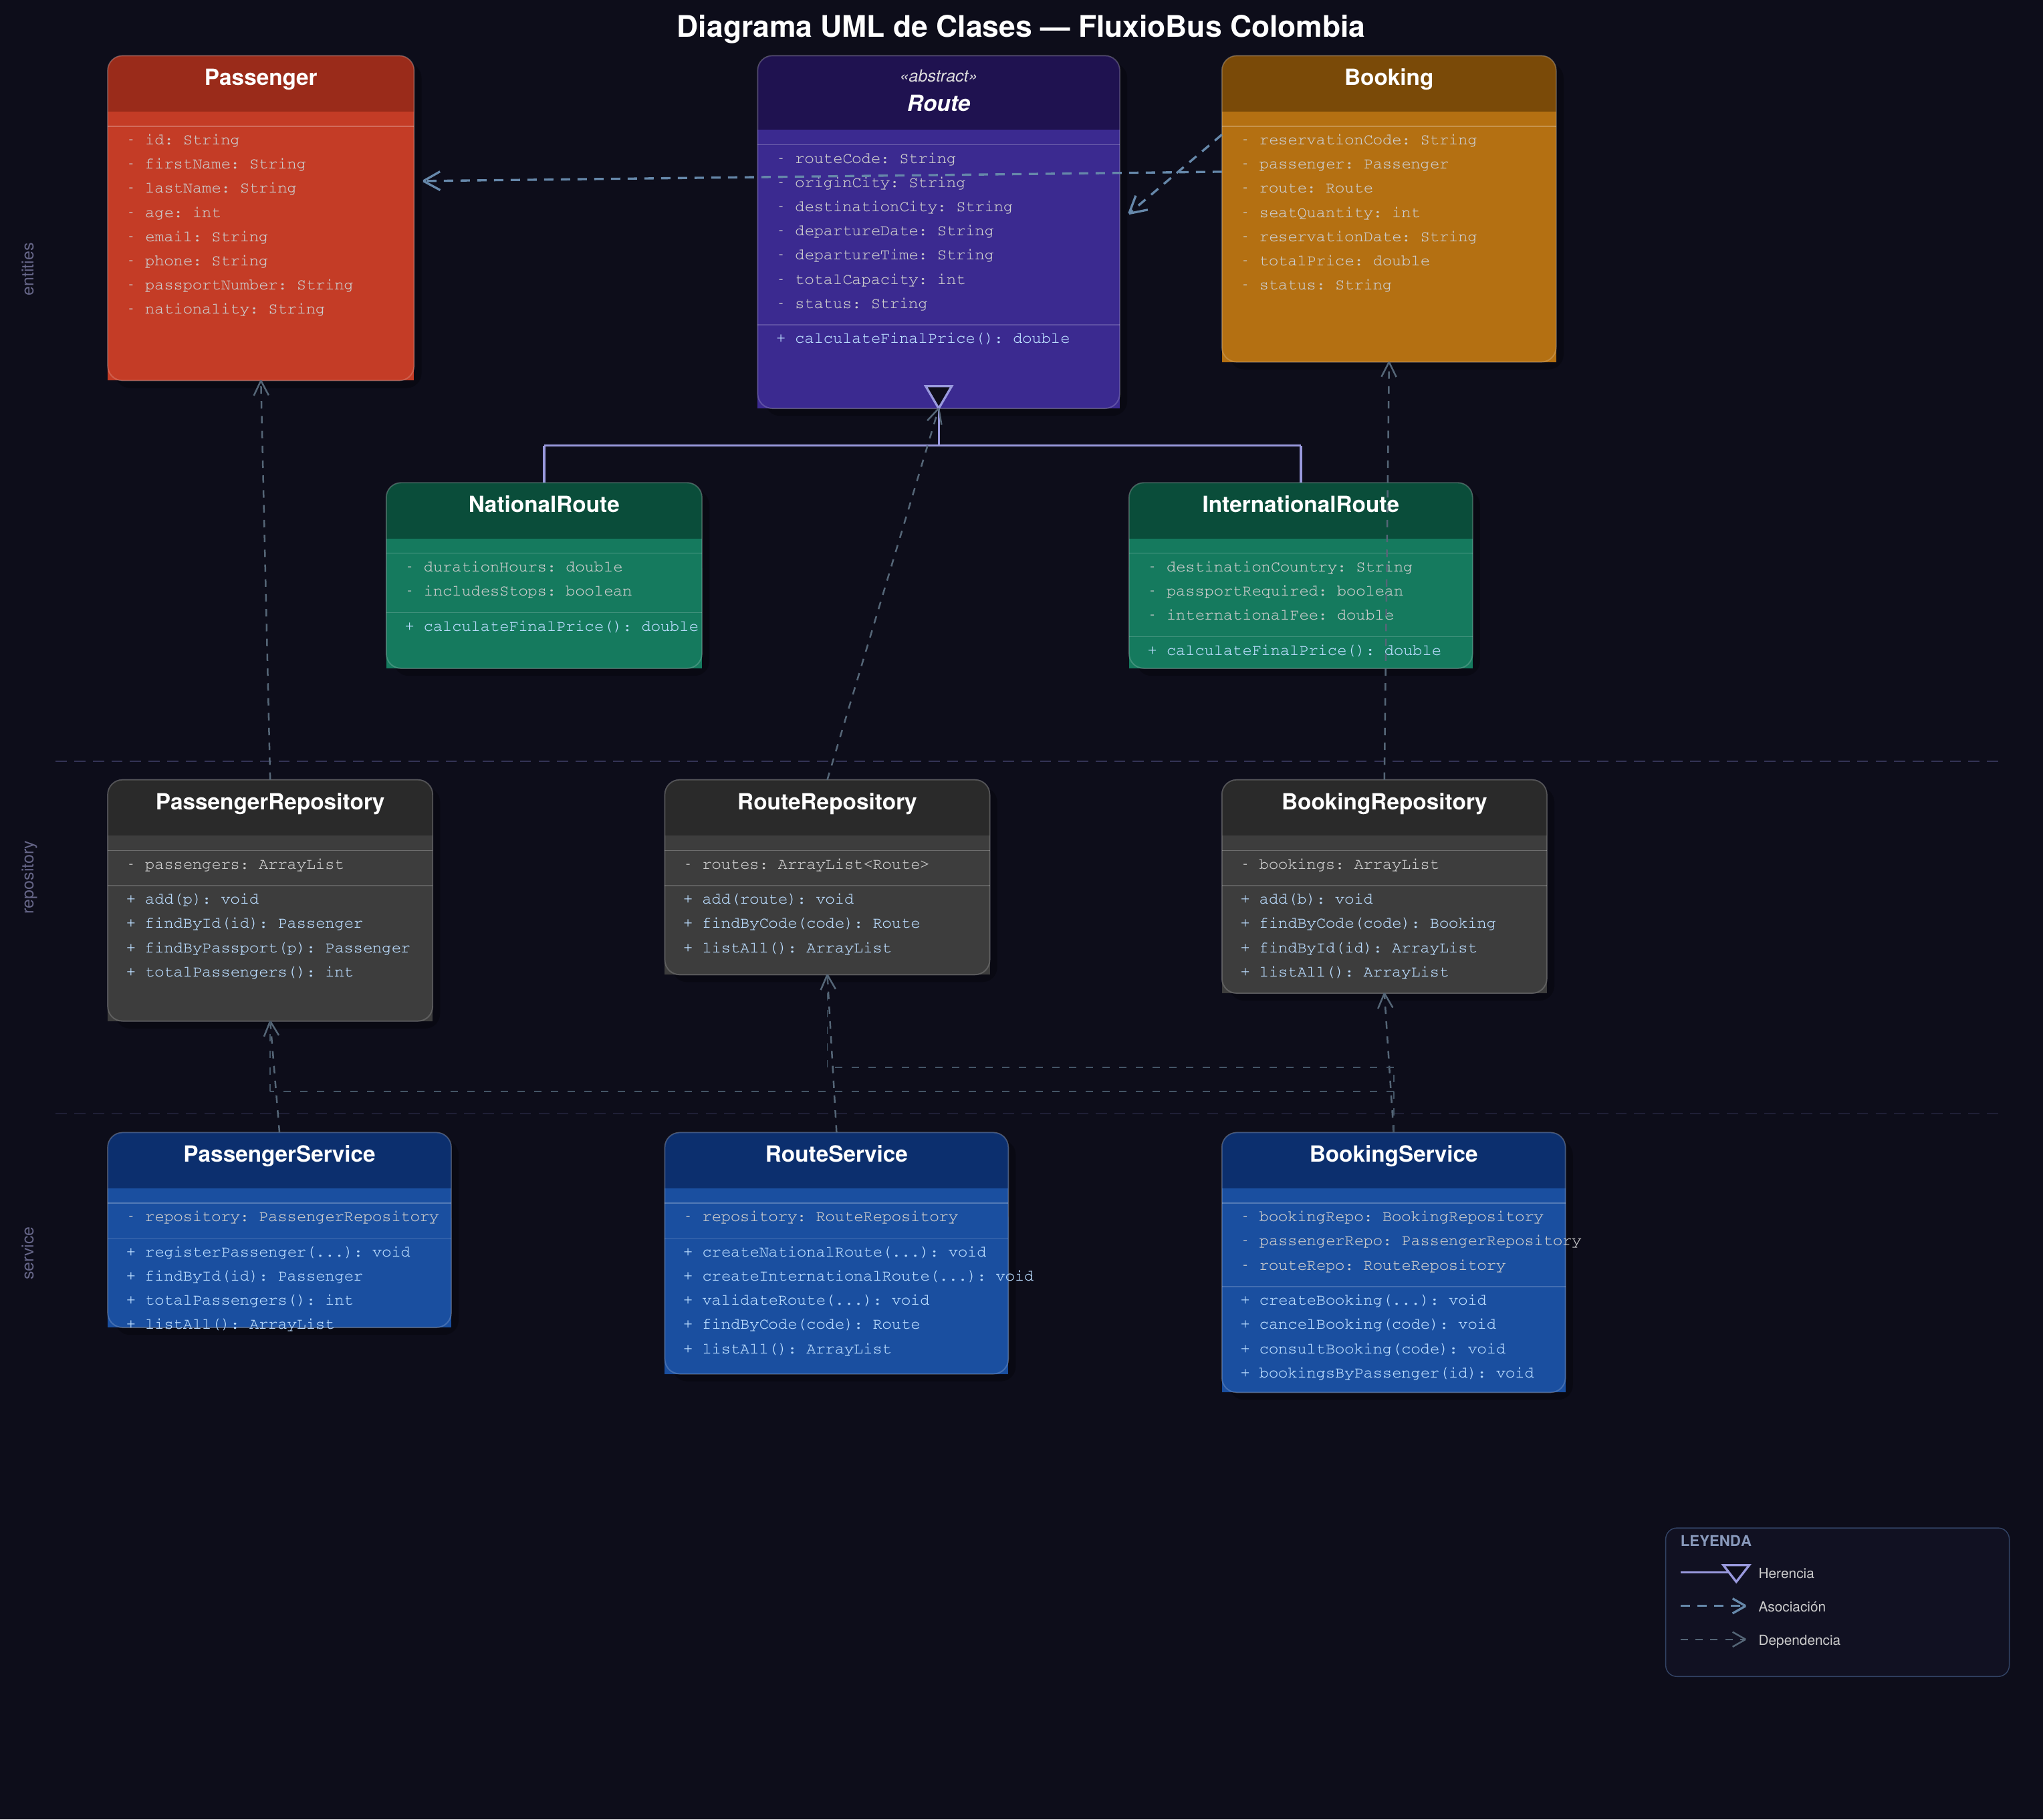 Diagrama UML de Clases — FluxioBus Colombia
entities
Passenger
- id: String
- firstName: String
- lastName: String
- age: int
- email: String
- phone: String
- passportNumber: String
- nationality: String
«abstract»
Route
- routeCode: String
- originCity: String
- destinationCity: String
- departureDate: String
- departureTime: String
- totalCapacity: int
- status: String
+ calculateFinalPrice(): double
Booking
- reservationCode: String
- passenger: Passenger
- route: Route
- seatQuantity: int
- reservationDate: String
- totalPrice: double
- status: String
NationalRoute
- durationHours: double
- includesStops: boolean
+ calculateFinalPrice(): double
InternationalRoute
- destinationCountry: String
- passportRequired: boolean
- internationalFee: double
+ calculateFinalPrice(): double
repository
PassengerRepository
- passengers: ArrayList
+ add(p): void
+ findById(id): Passenger
+ findByPassport(p): Passenger
+ totalPassengers(): int
RouteRepository
- routes: ArrayList<Route>
+ add(route): void
+ findByCode(code): Route
+ listAll(): ArrayList
BookingRepository
- bookings: ArrayList
+ add(b): void
+ findByCode(code): Booking
+ findById(id): ArrayList
+ listAll(): ArrayList
service
PassengerService
- repository: PassengerRepository
+ registerPassenger(...): void
+ findById(id): Passenger
+ totalPassengers(): int
+ listAll(): ArrayList
RouteService
- repository: RouteRepository
+ createNationalRoute(...): void
+ createInternationalRoute(...): void
+ validateRoute(...): void
+ findByCode(code): Route
+ listAll(): ArrayList
BookingService
- bookingRepo: BookingRepository
- passengerRepo: PassengerRepository
- routeRepo: RouteRepository
+ createBooking(...): void
+ cancelBooking(code): void
+ consultBooking(code): void
+ bookingsByPassenger(id): void
LEYENDA
Herencia
Asociación
Dependencia